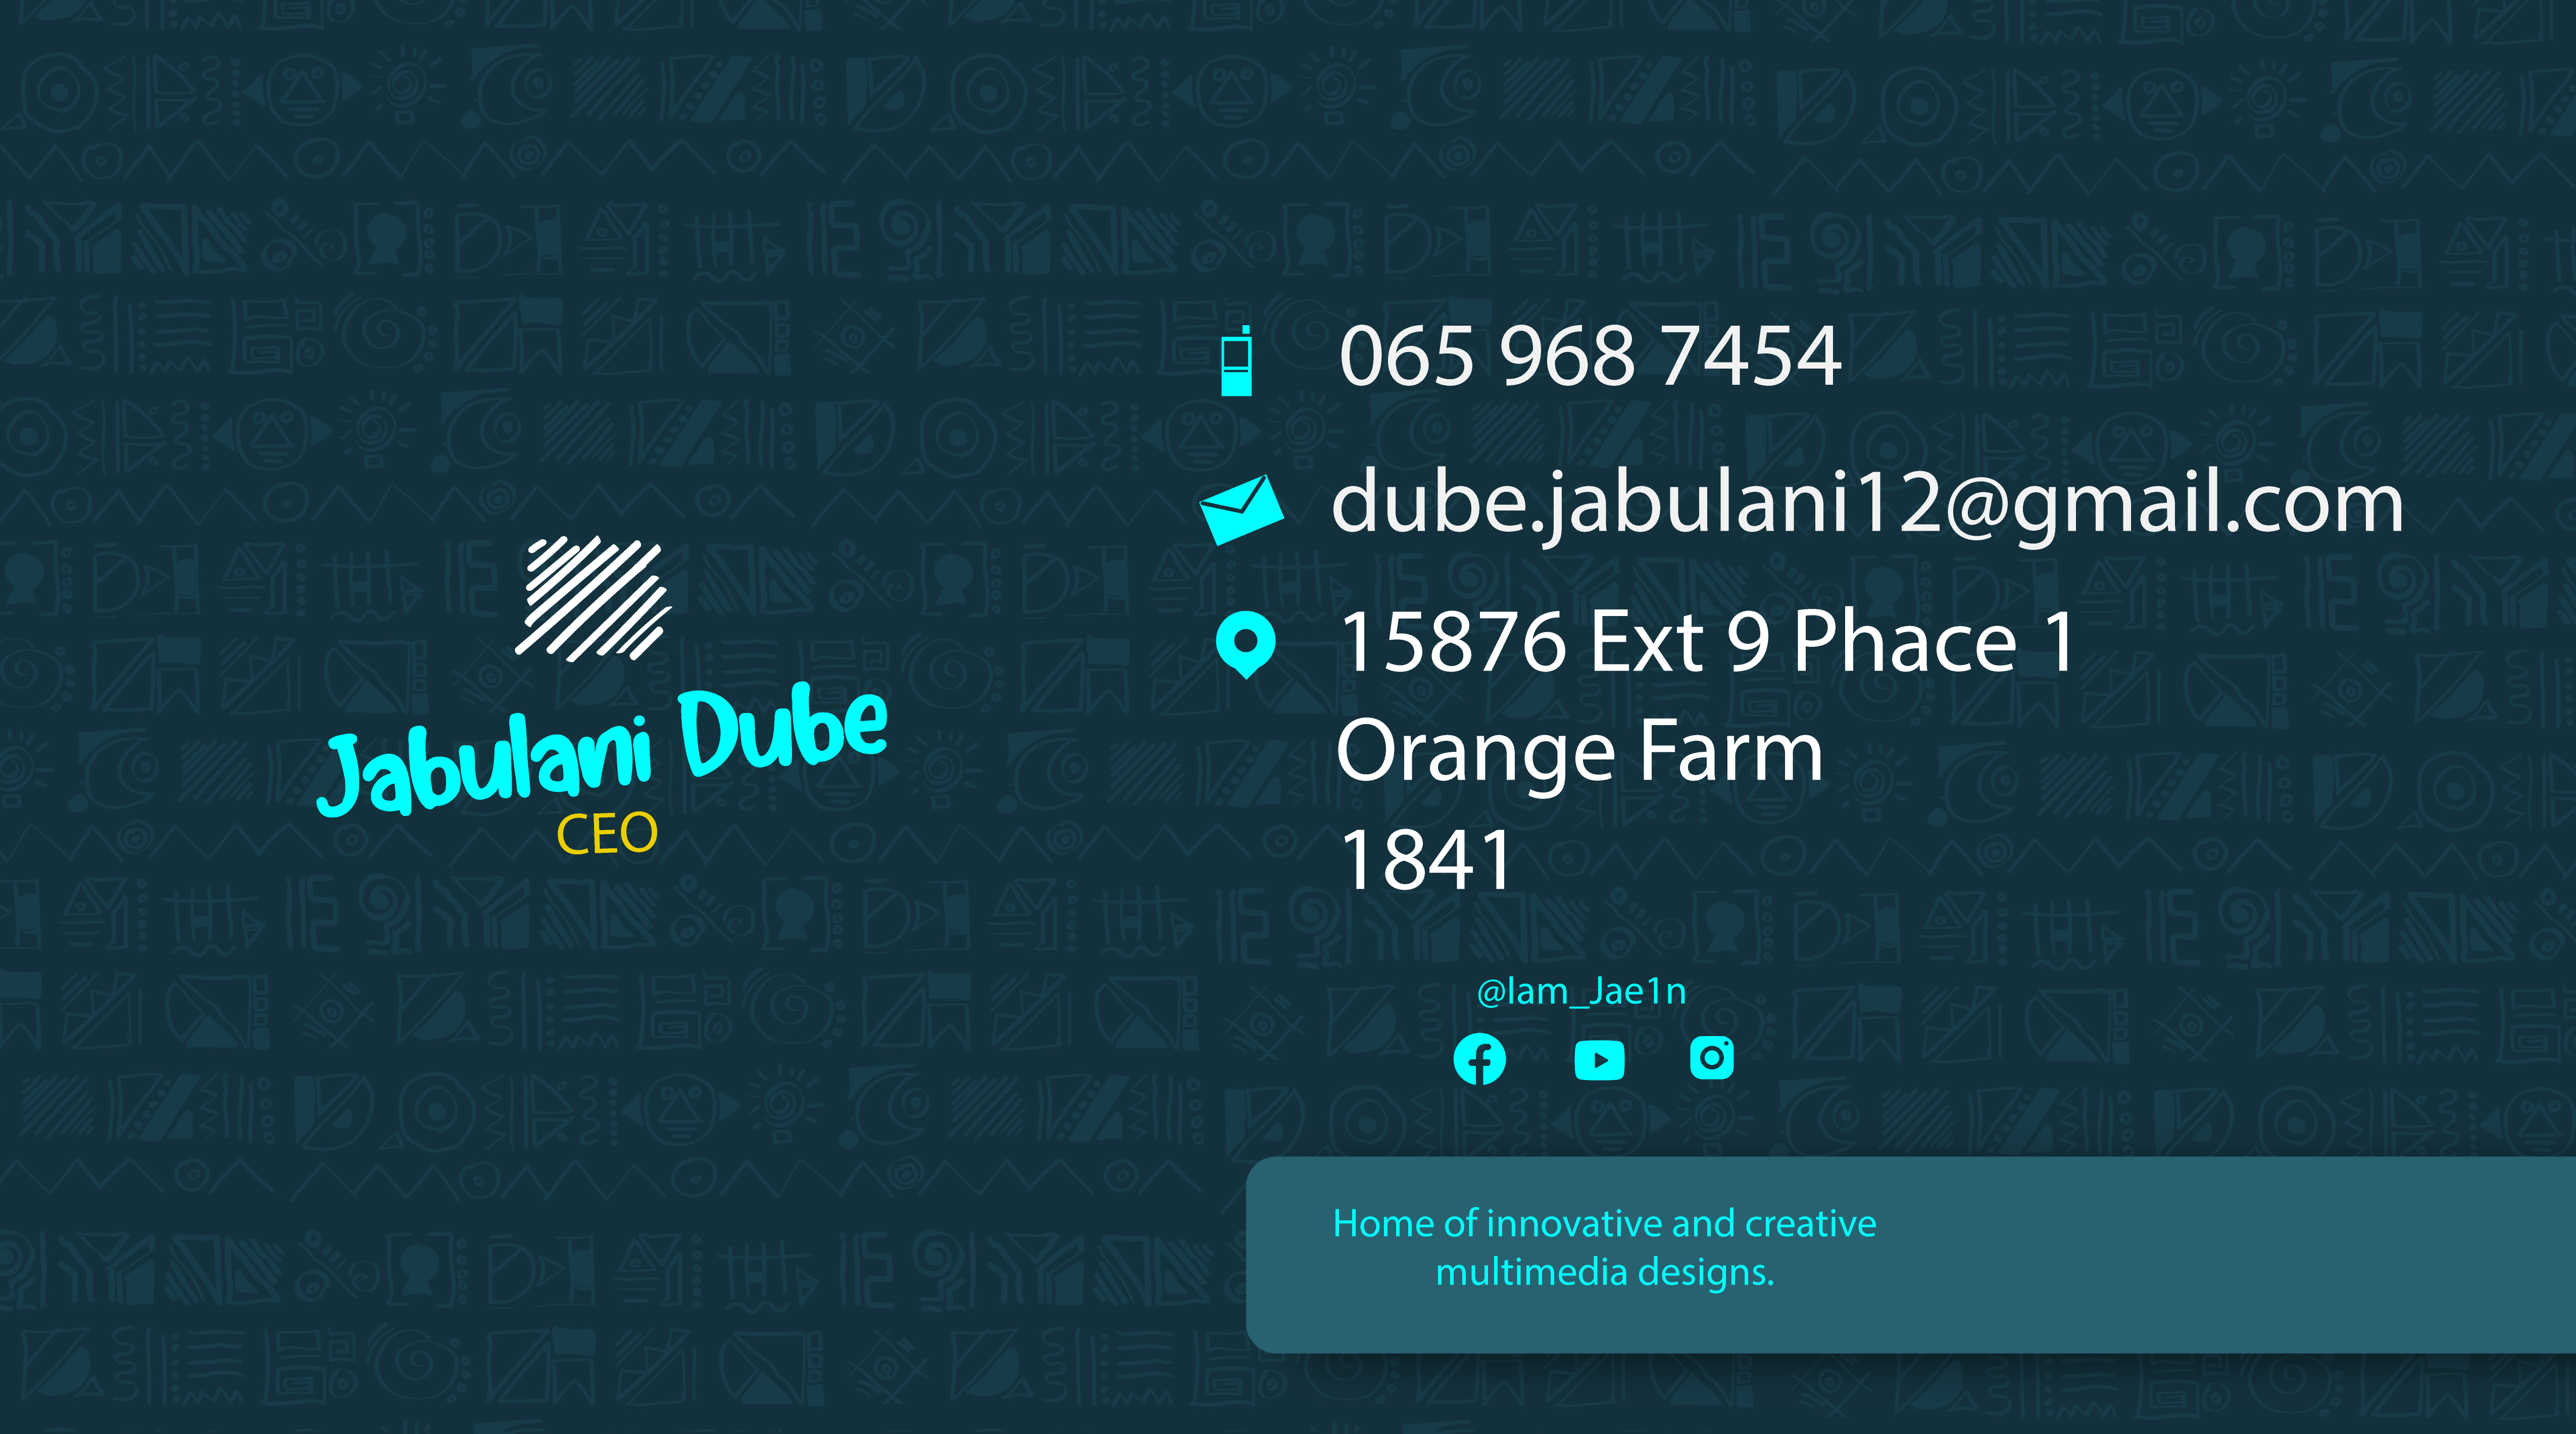 Jabulani Dube
CEO
065 968 7454
dube.jabulani12@gmail.com
15876 Ext 9 Phace 1
Orange Farm
1841
@Iam_Jae1n
Home of innovative and creative
multimedia designs.